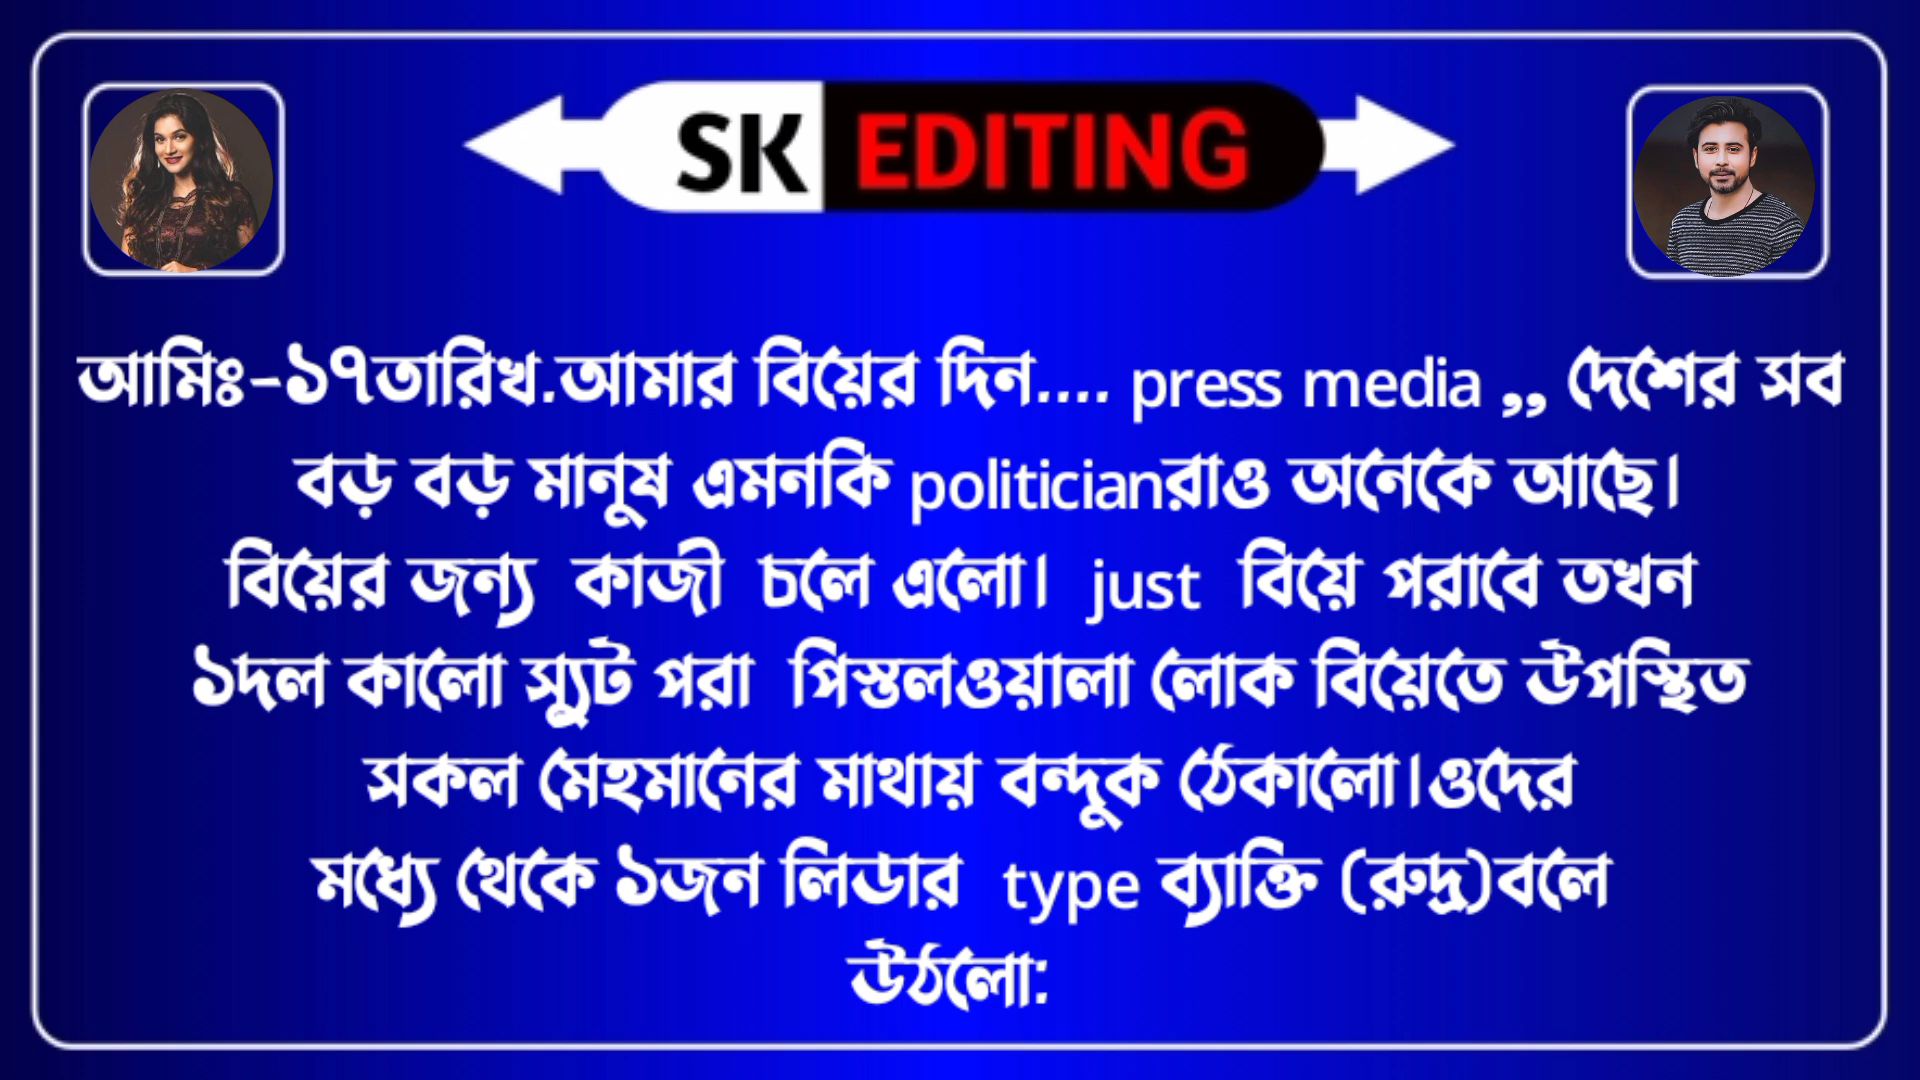 SK EDITING
আমিঃ-১৭তারিখ.আমার বিয়ের দিন.... press media ,, দেশের সব
বড় বড় মানুষ এমনকি politicianরাও অনেকে আছে।
বিয়ের জন্য কাজী চলে এলো। just বিয়ে পরাবে তখন
১দল কালো স্যুট পরা পিস্তলওয়ালা লোক বিয়েতে উপস্থিত
সকল মেহমানের মাথায় বন্দুক ঠেকালো।ওদের
মধ্যে থেকে ১জন লিডার type ব্যাক্তি (রুদ্র)বলে
উঠলো: